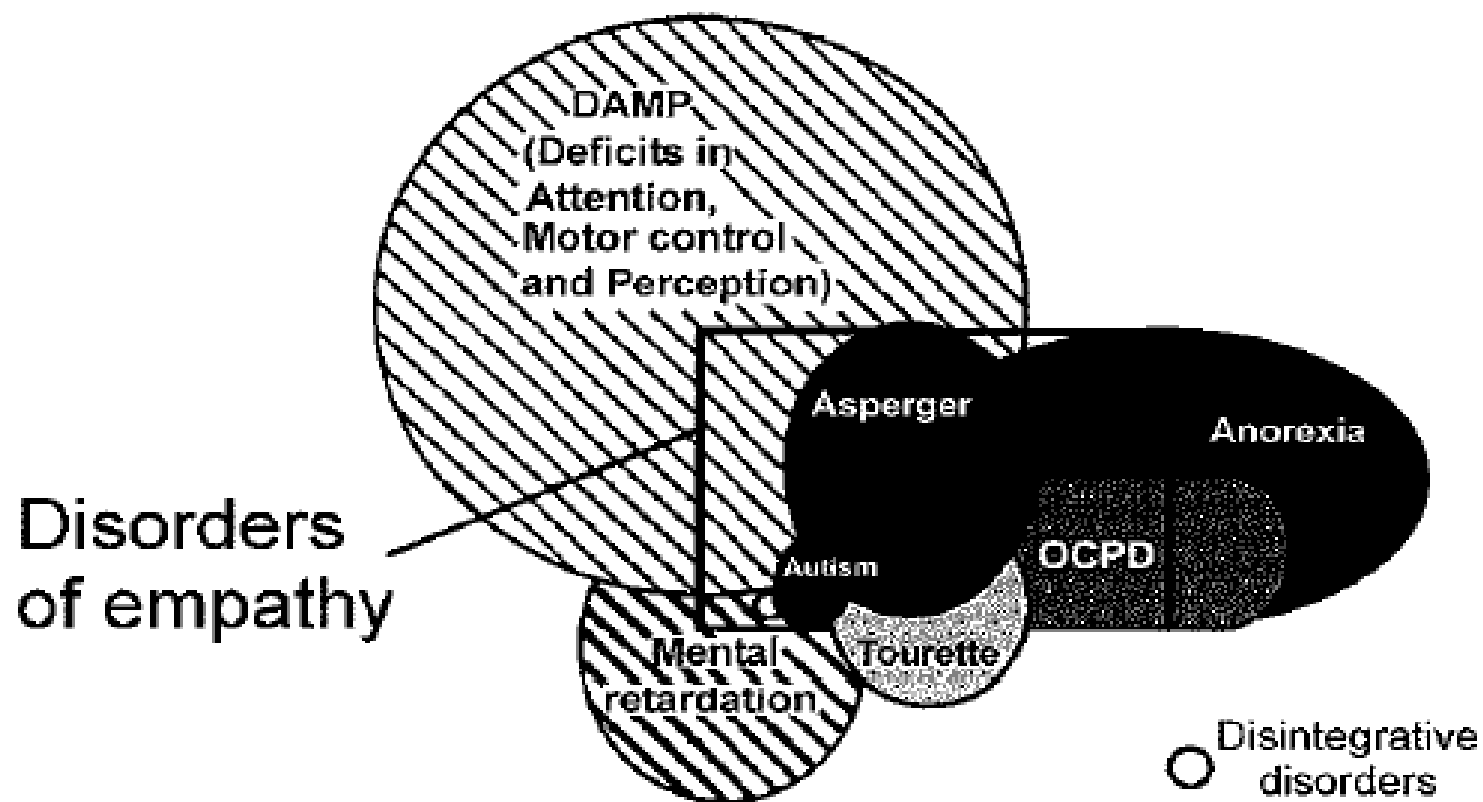 DAMP
(Deficits in
Attention,
Motor control
and Perception)
Asperger
Anorexia
Disorders
of empathy
OCPD
Autism
Mental
retardation
Tourette
Disintegrative
disorders